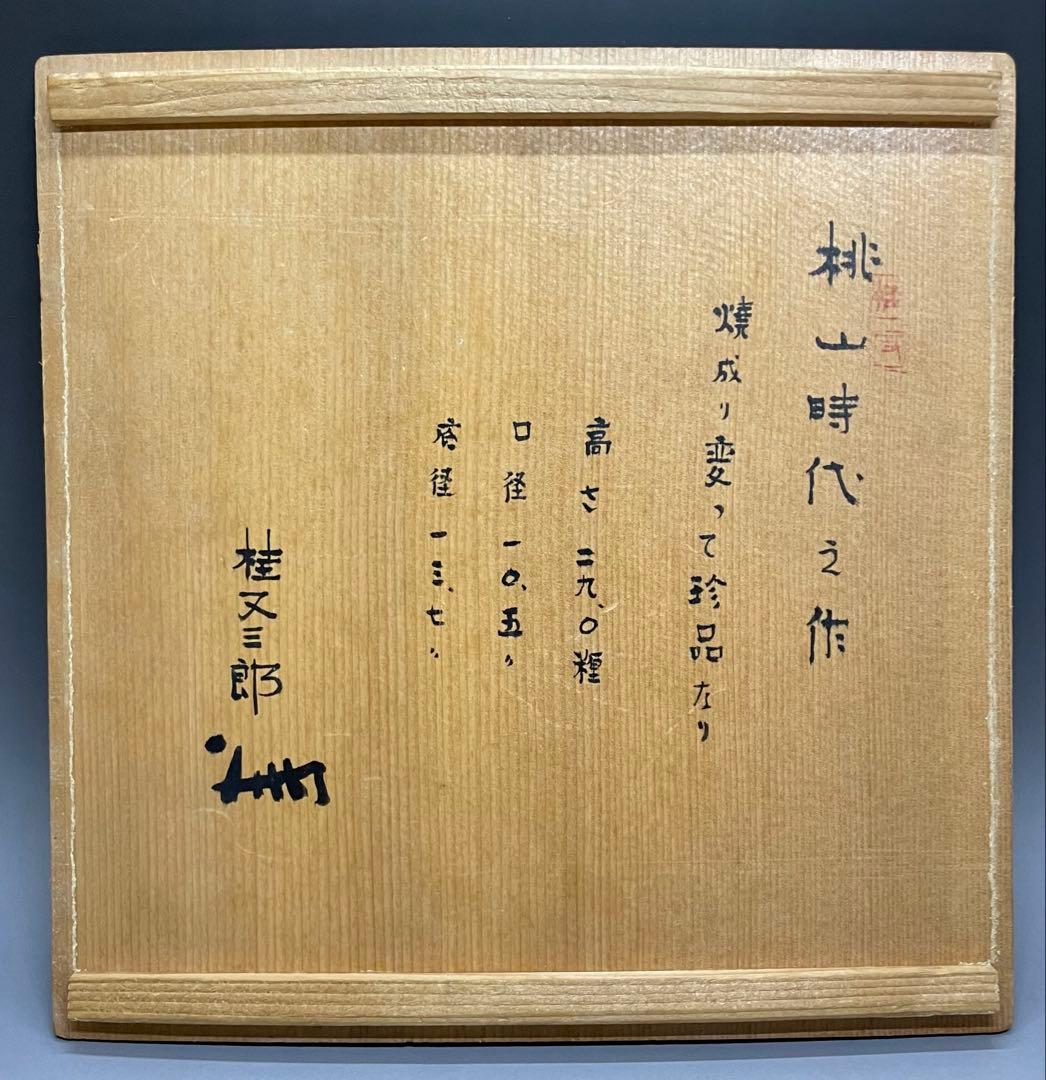 桃山時代之作
焼成り変って珍品なり
高さ二九.〇糎
口径一〇.五〃
底径一三.七〃
桂又三郎